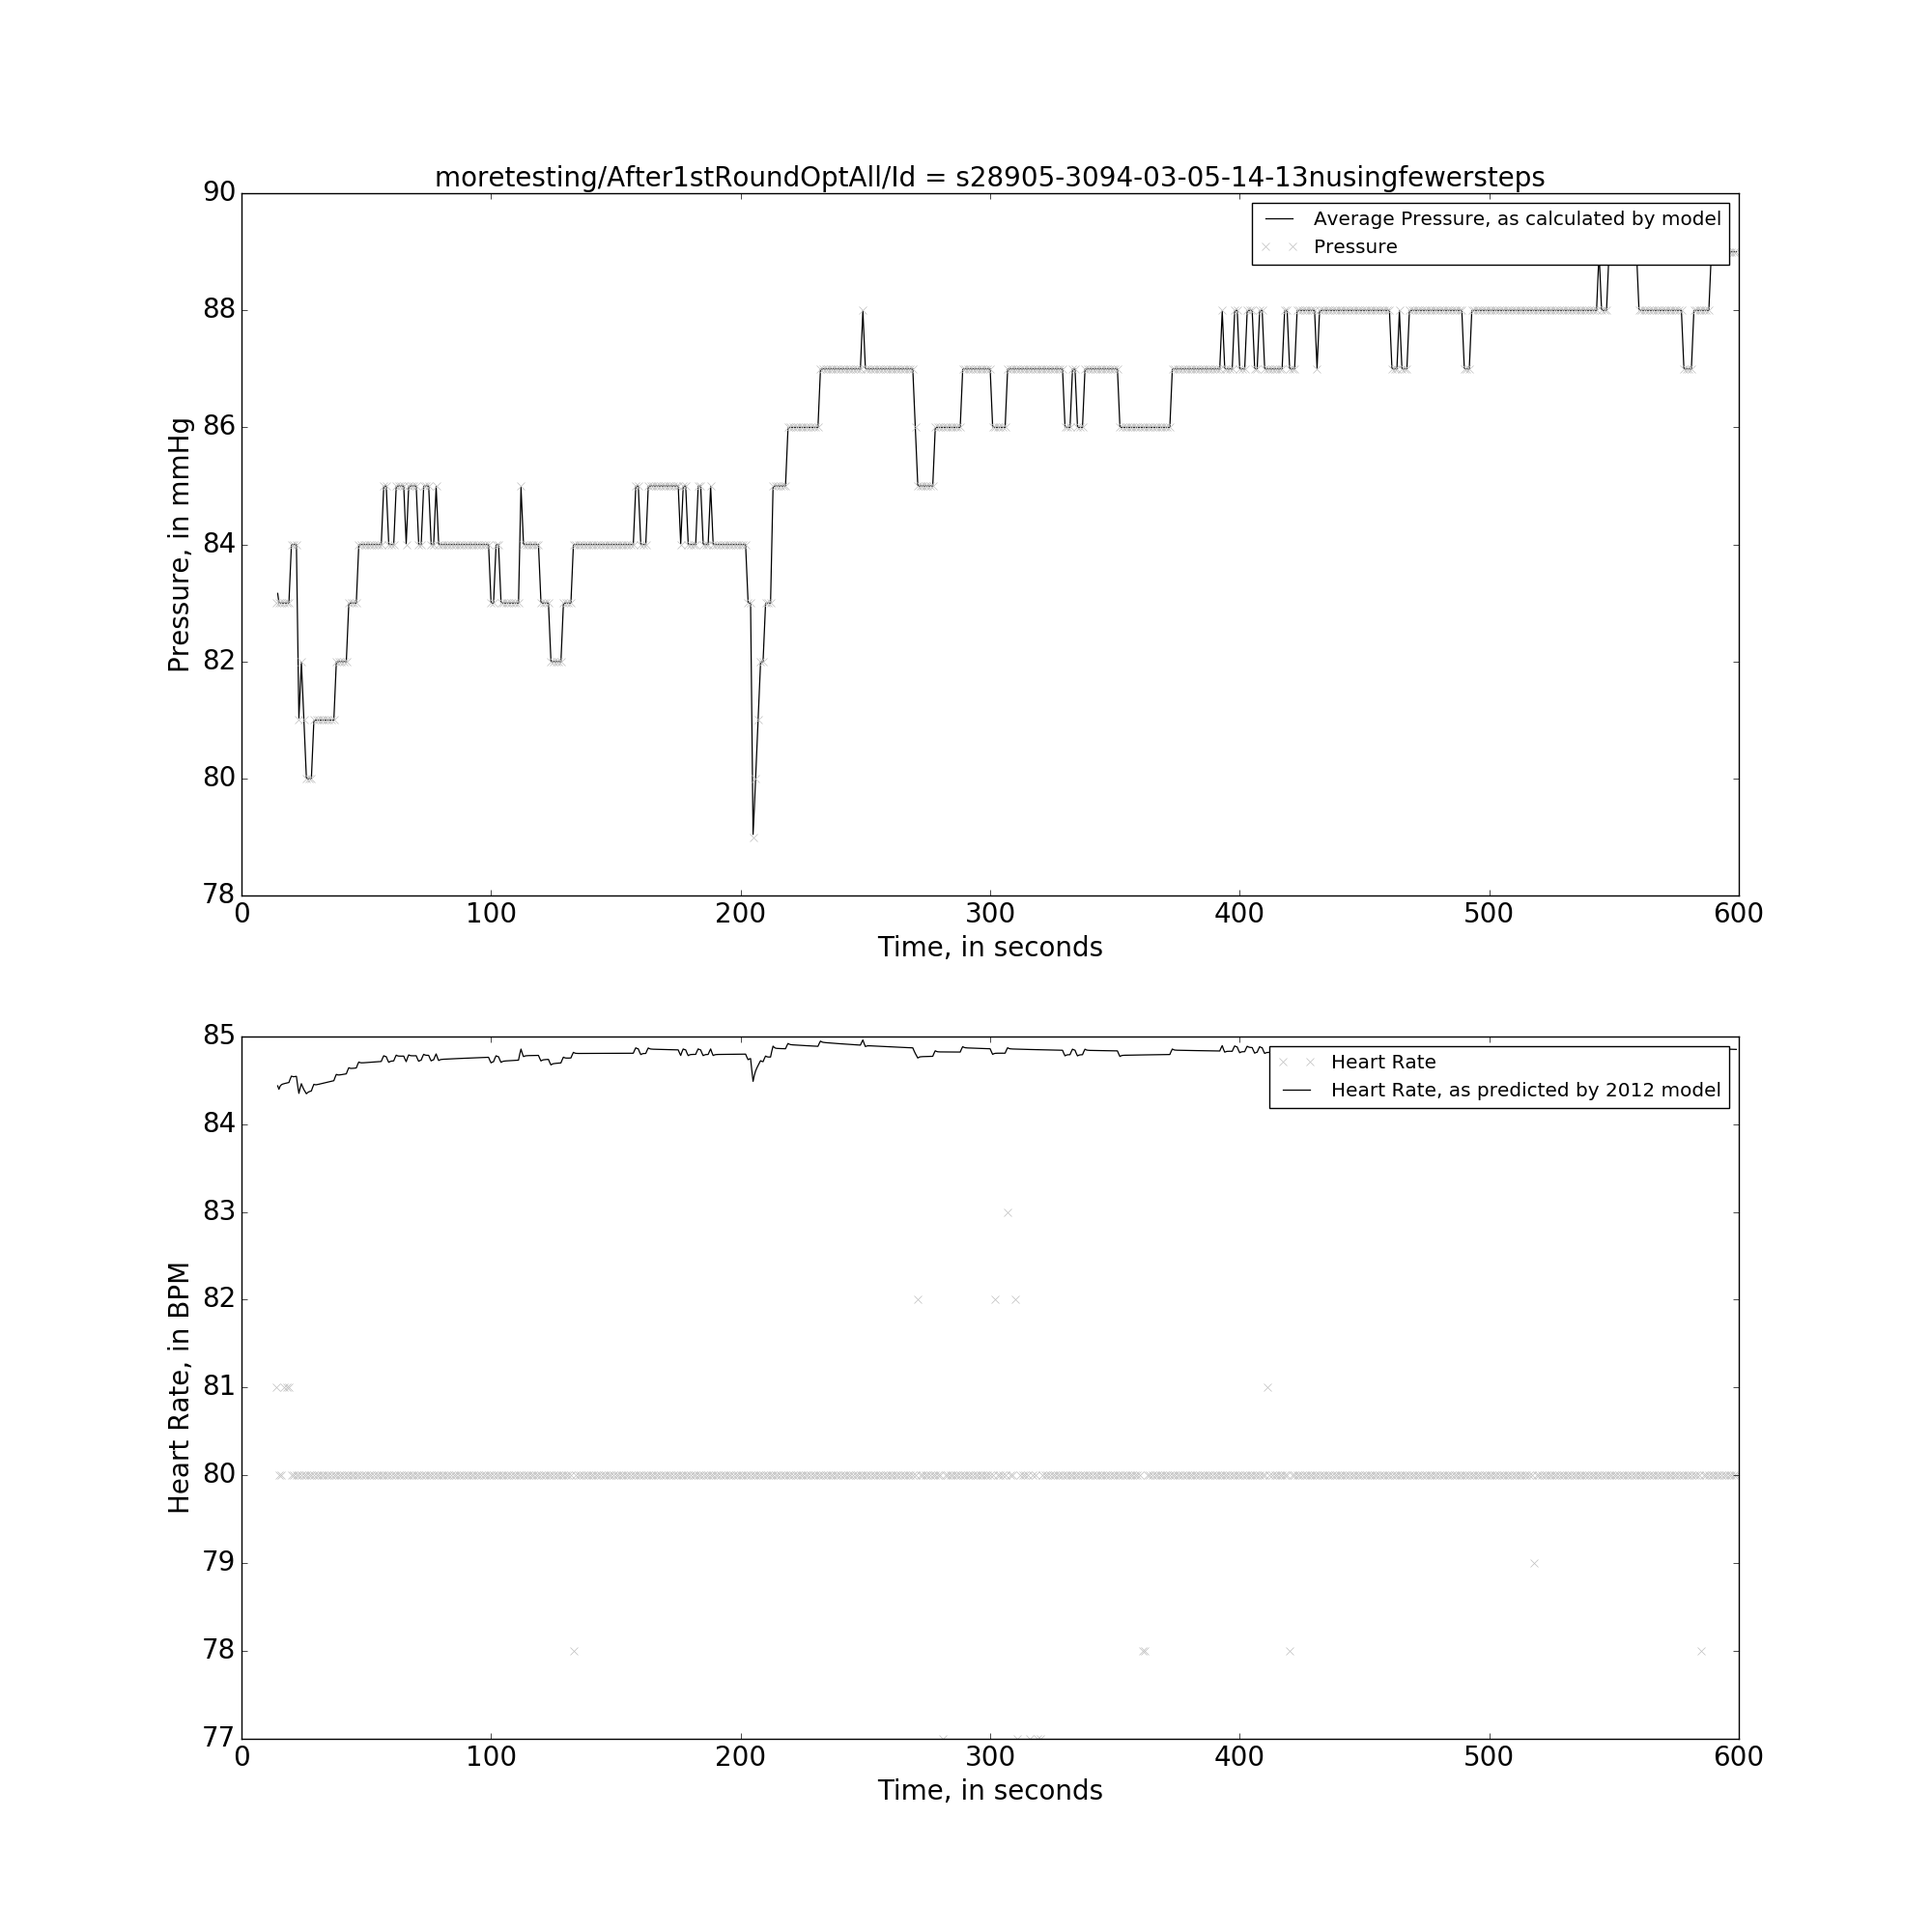 moretesting/After1stRoundOptAll/Id = s28905-3094-03-05-14-13nusingfewersteps
90
88
86
84
82
80
78
Pressure, in mmHg
Average Pressure, as calculated by model
Pressure
0 100 200 300 400 500 600
Time, in seconds
85
84
83
82
81
80
79
78
77
Heart Rate, in BPM
Heart Rate
Heart Rate, as predicted by 2012 model
0 100 200 300 400 500 600
Time, in seconds